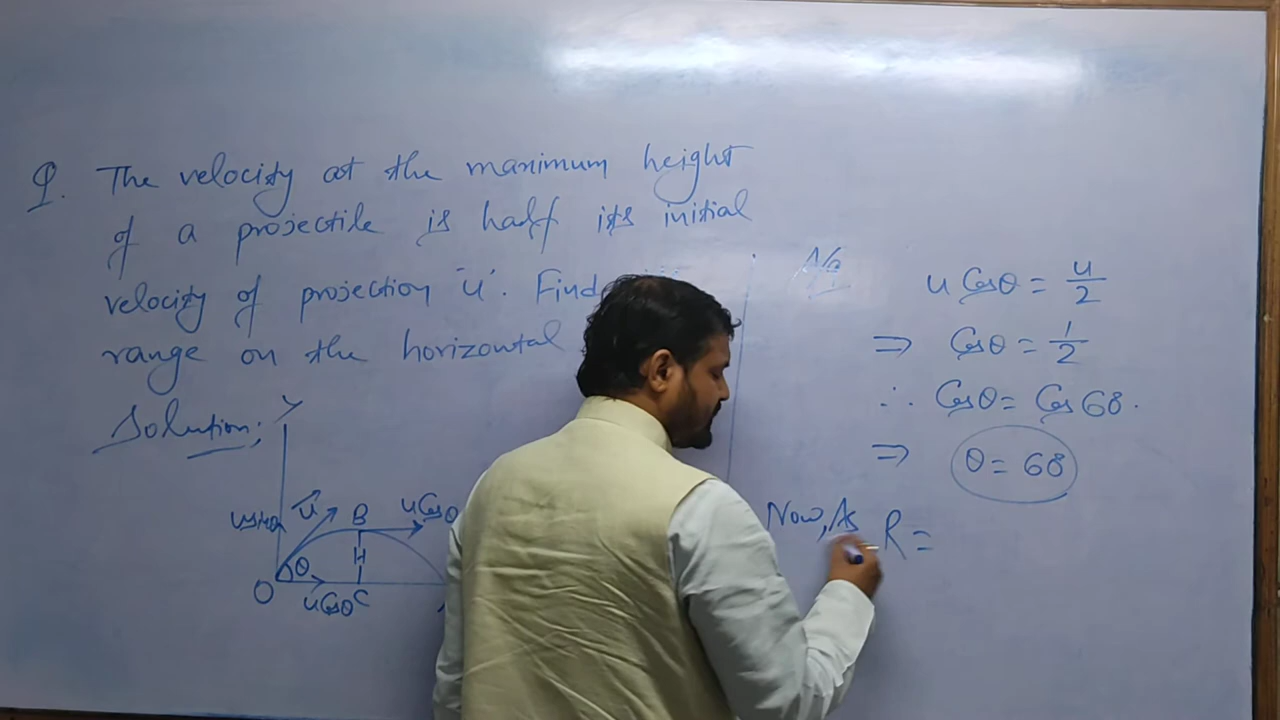 Q. The velocity at the maximum height
of a projectile is half its initial
velocity of projection 'u'. Find
range on the horizontal
Solution:
Y
usinθ
u
B
ucosθ
H
θ
O
ucosθ
C
u Cosθ = u/2
⇒ Cosθ = 1/2
∴ Cosθ = Cos 60°.
⇒ θ = 60°
Now, As R =